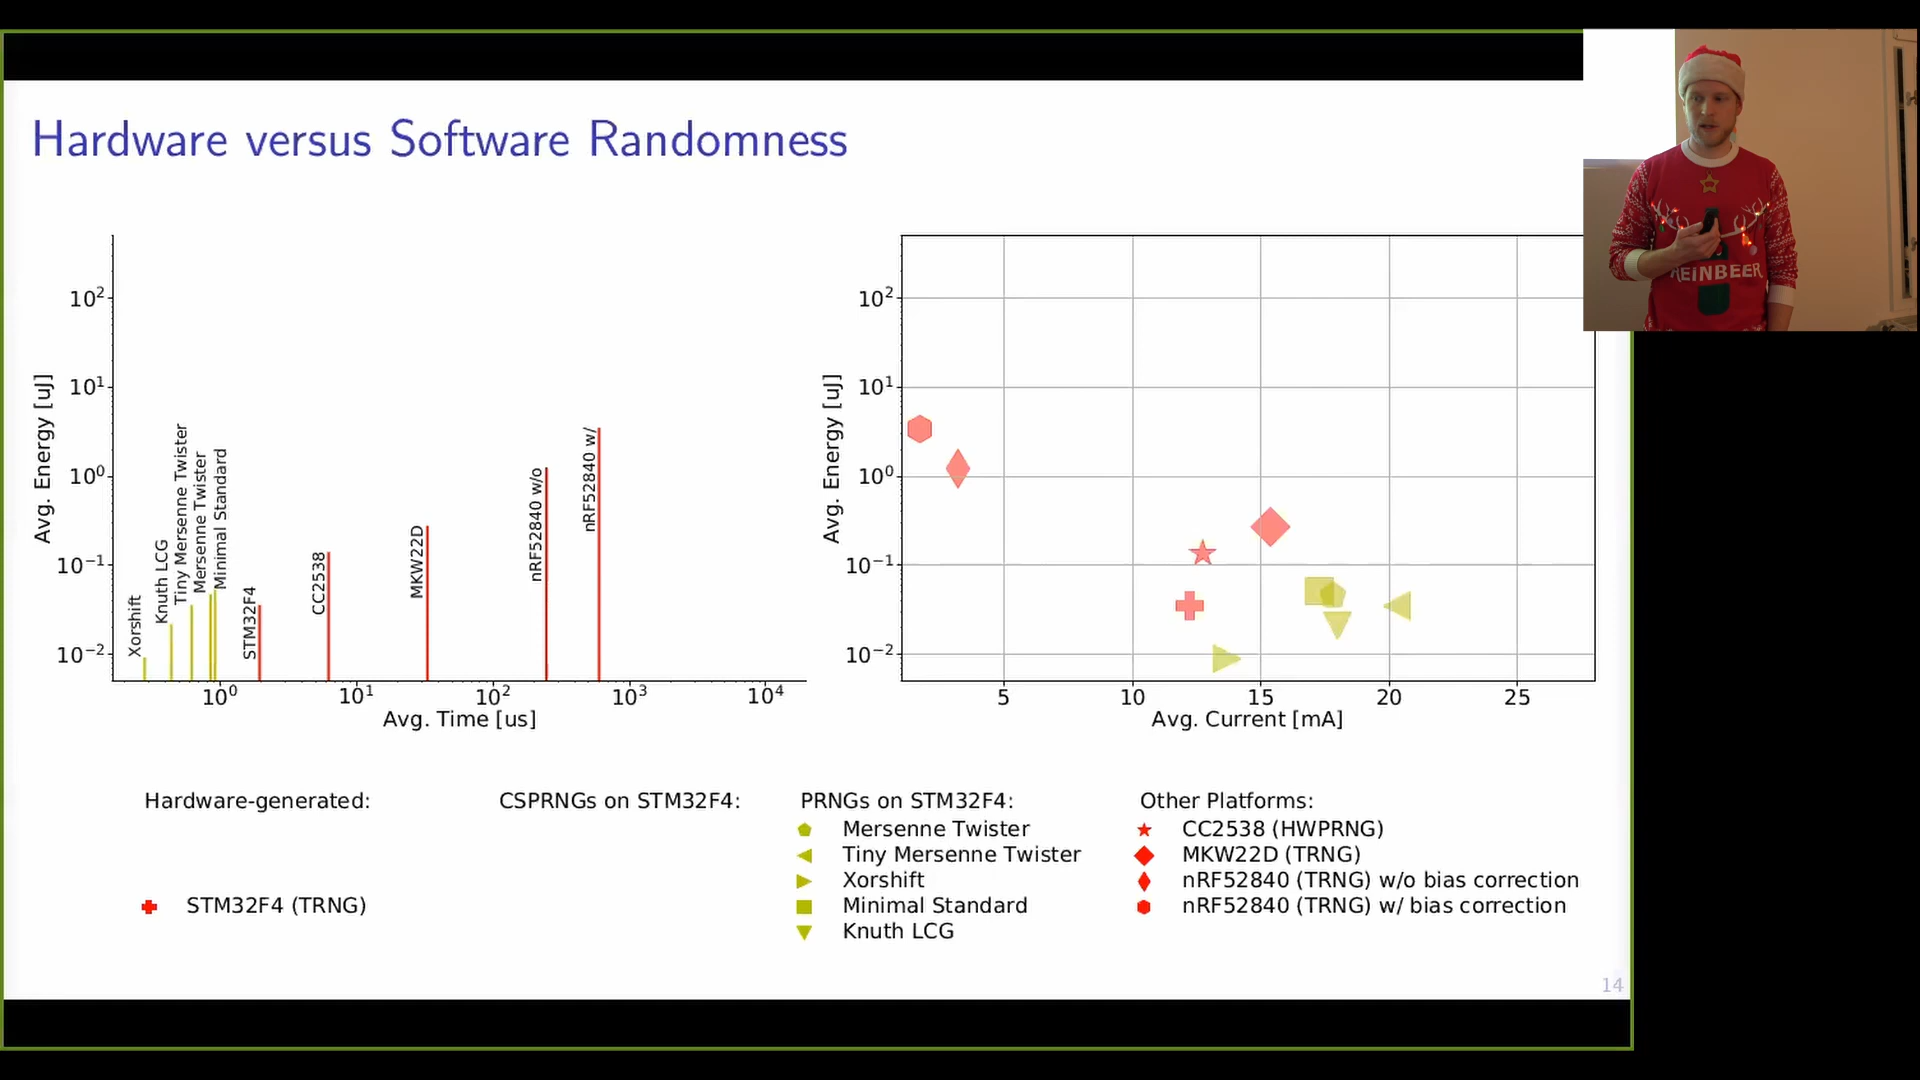 Hardware versus Software Randomness
REINBEER
Avg. Energy [uJ]
10²
10¹
10⁰
10⁻¹
10⁻²
Xorshift
Knuth LCG
Tiny Mersenne Twister
Mersenne Twister
Minimal Standard
STM32F4
CC2538
MKW22D
nRF52840 w/o
nRF52840 w/
10⁰ 10¹ 10² 10³ 10⁴
Avg. Time [us]
Avg. Energy [uJ]
10²
10¹
10⁰
10⁻¹
10⁻²
5 10 15 20 25
Avg. Current [mA]
Hardware-generated:
STM32F4 (TRNG)
CSPRNGs on STM32F4:
PRNGs on STM32F4:
Mersenne Twister
Tiny Mersenne Twister
Xorshift
Minimal Standard
Knuth LCG
Other Platforms:
CC2538 (HWPRNG)
MKW22D (TRNG)
nRF52840 (TRNG) w/o bias correction
nRF52840 (TRNG) w/ bias correction
14